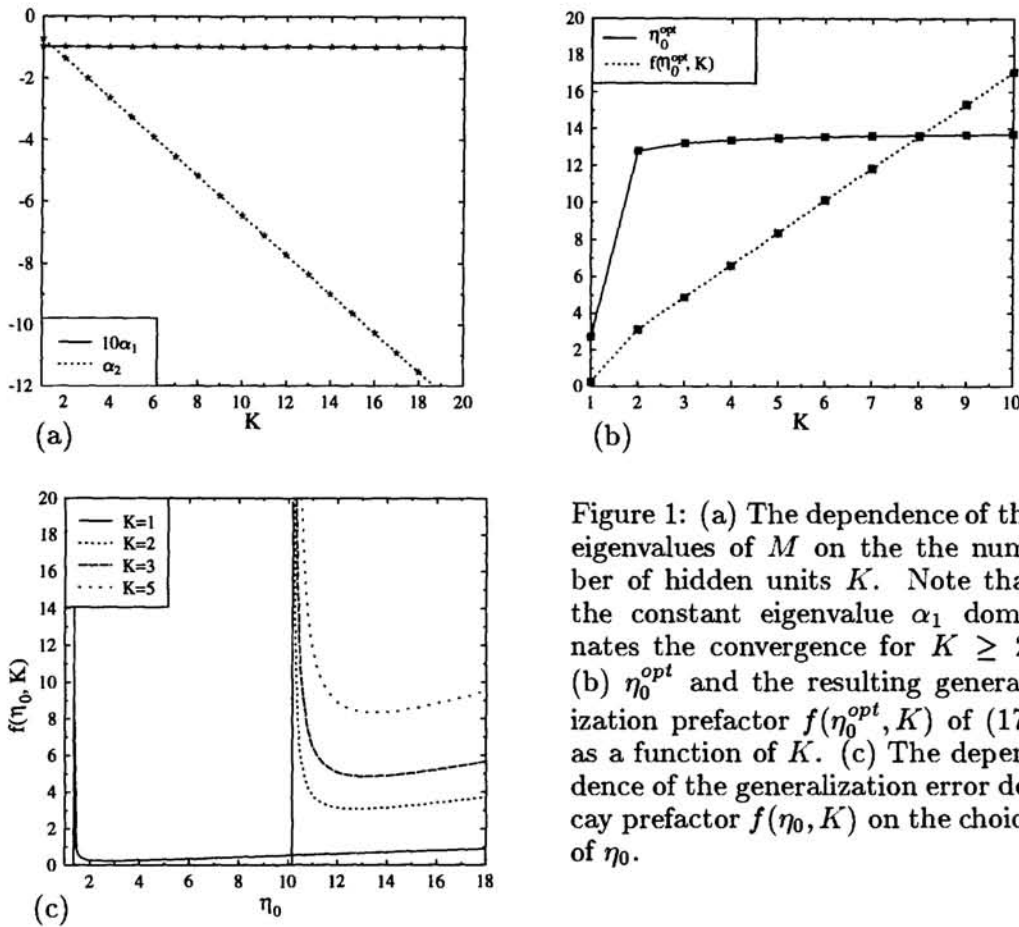 0
-2
-4
-6
-8
-10
-12
10α₁
α₂
2 4 6 8 10 12 14 16 18 20
K
(a)
20
18
16
14
12
10
8
6
4
2
0
η₀^opt
f(η₀^opt, K)
1 2 3 4 5 6 7 8 9 10
K
(b)
20
18
16
14
12
10
8
6
4
2
0
f(η₀, K)
K=1
K=2
K=3
K=5
2 4 6 8 10 12 14 16 18
η₀
(c)
Figure 1: (a) The dependence of th
eigenvalues of M on the the num
ber of hidden units K. Note tha
the constant eigenvalue α₁ dom
nates the convergence for K ≥ 2
(b) η₀^opt and the resulting genera
ization prefactor f(η₀^opt, K) of (17
as a function of K. (c) The depen
dence of the generalization error de
cay prefactor f(η₀, K) on the choic
of η₀.